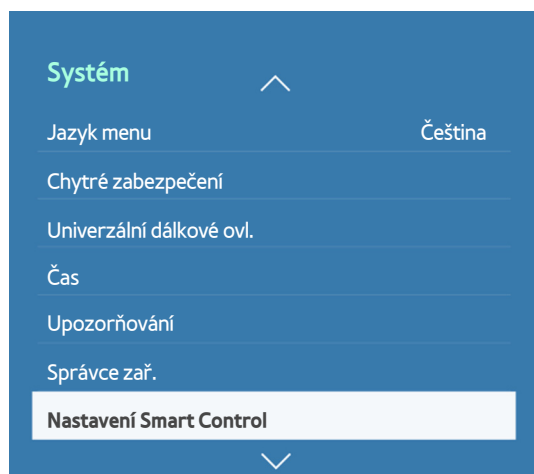 Systém
Jazyk menu Čeština
Chytré zabezpečení
Univerzální dálkové ovl.
Čas
Upozorňování
Správce zař.
Nastavení Smart Control